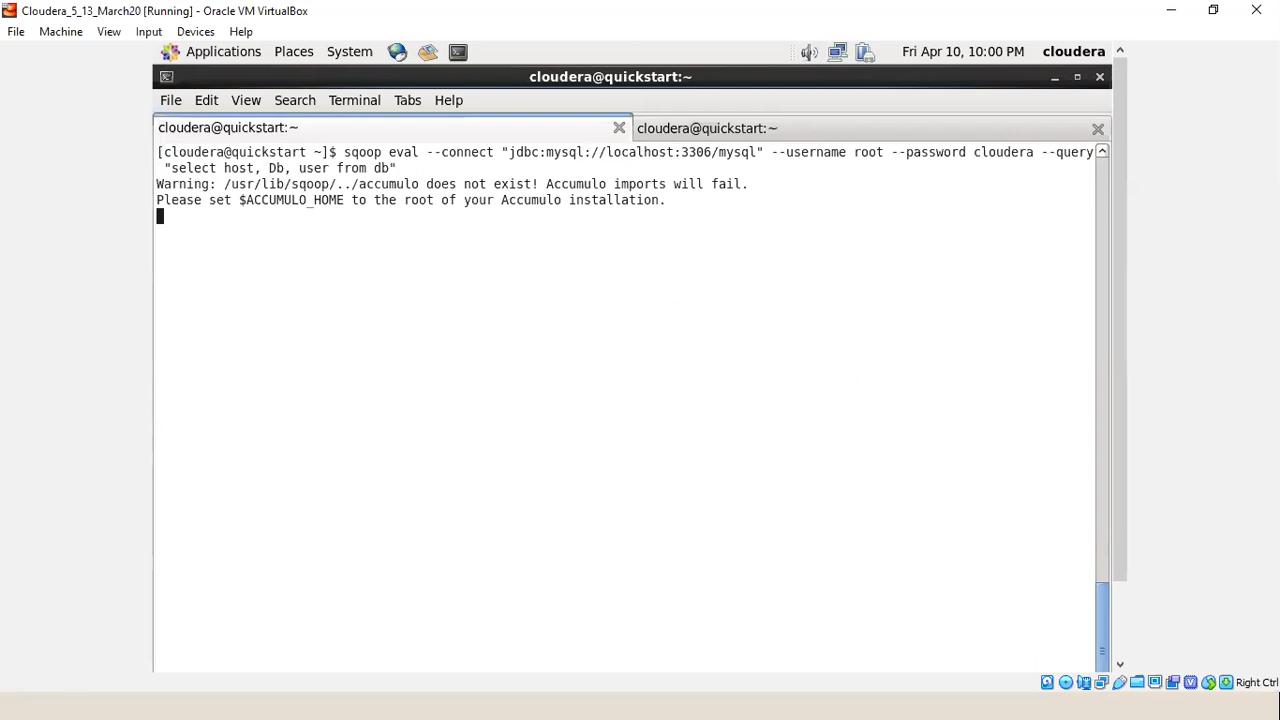 Cloudera_5_13_March20 [Running] - Oracle VM VirtualBox
File Machine View Input Devices Help
Applications Places System Fri Apr 10, 10:00 PM cloudera
cloudera@quickstart:~
File Edit View Search Terminal Tabs Help
cloudera@quickstart:~ cloudera@quickstart:~
[cloudera@quickstart ~]$ sqoop eval --connect "jdbc:mysql://localhost:3306/mysql" --username root --password cloudera --query
"select host, Db, user from db"
Warning: /usr/lib/sqoop/../accumulo does not exist! Accumulo imports will fail.
Please set $ACCUMULO_HOME to the root of your Accumulo installation.
Right Ctrl